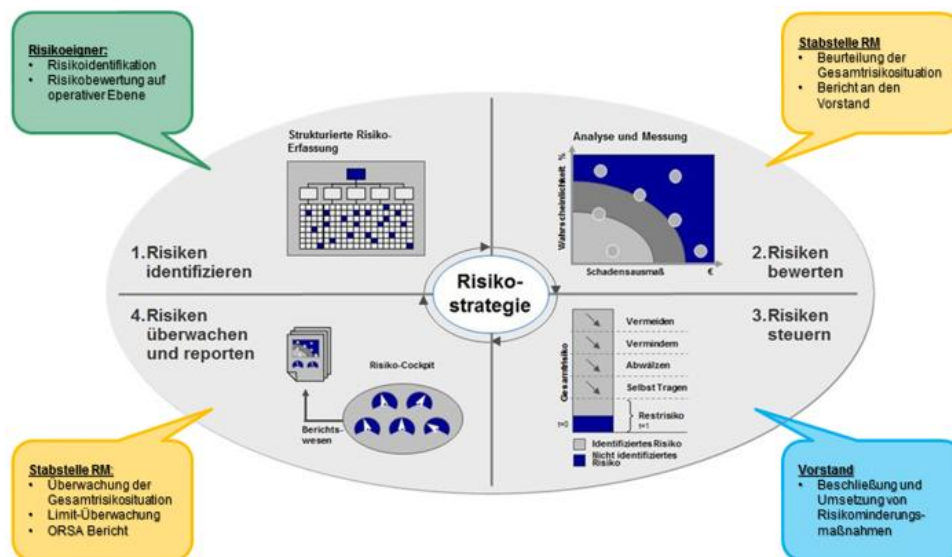 Risikoeigner:
• Risikoidentifikation
• Risikobewertung auf
operativer Ebene
Stabstelle RM
• Beurteilung der
Gesamtrisikosituation
• Bericht an den
Vorstand
Strukturierte Risiko-
Erfassung
1.Risiken
identifizieren
Analyse und Messung
%
Wahrscheinlichkeit
Schadensausmaß
€
2.Risiken
bewerten
Risiko-
strategie
4.Risiken
überwachen
und reporten
Risiko-Cockpit
Berichts-
wesen
3.Risiken
steuern
Gesamtrisiko
Vermeiden
Vermindern
Abwälzen
Selbst Tragen
Restrisiko
t=1
t=0
Identifiziertes Risiko
Nicht identifiziertes
Risiko
Stabstelle RM:
• Überwachung der
Gesamtrisikosituation
• Limit-Überwachung
• ORSA Bericht
Vorstand
• Beschließung und
Umsetzung von
Risikominderungs-
maßnahmen